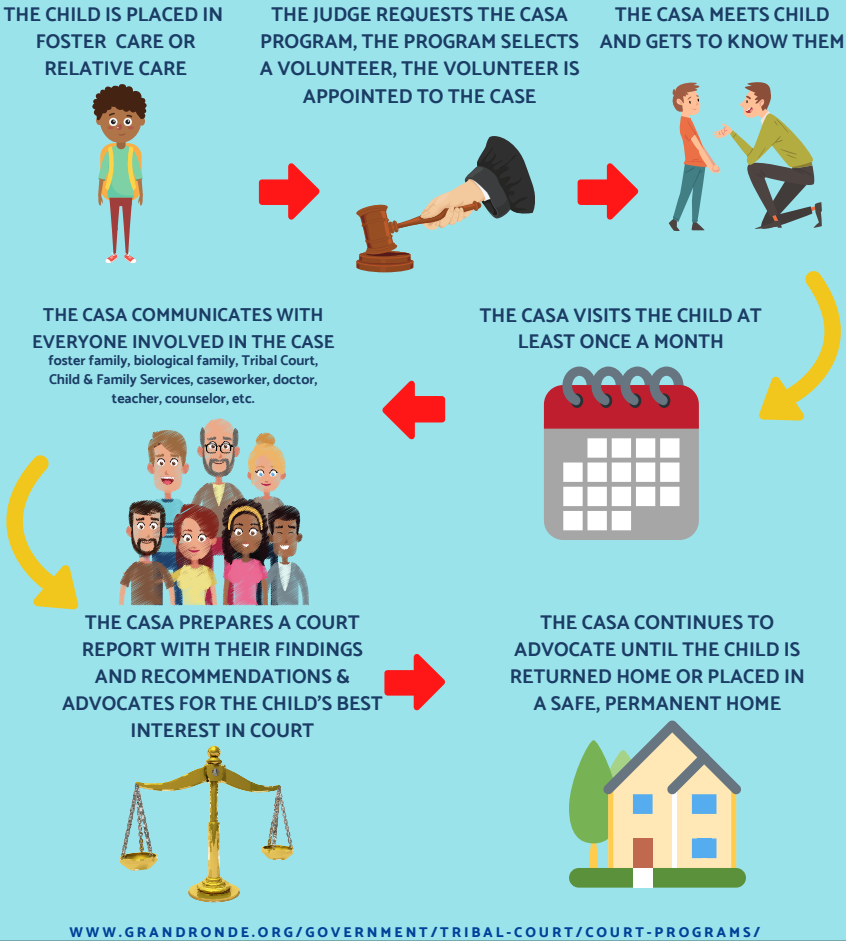 THE CHILD IS PLACED IN
FOSTER CARE OR
RELATIVE CARE
THE JUDGE REQUESTS THE CASA
PROGRAM, THE PROGRAM SELECTS
A VOLUNTEER, THE VOLUNTEER IS
APPOINTED TO THE CASE
THE CASA MEETS CHILD
AND GETS TO KNOW THEM
THE CASA VISITS THE CHILD AT
LEAST ONCE A MONTH
THE CASA COMMUNICATES WITH
EVERYONE INVOLVED IN THE CASE
foster family, biological family, Tribal Court,
Child & Family Services, caseworker, doctor,
teacher, counselor, etc.
THE CASA PREPARES A COURT
REPORT WITH THEIR FINDINGS
AND RECOMMENDATIONS &
ADVOCATES FOR THE CHILD'S BEST
INTEREST IN COURT
THE CASA CONTINUES TO
ADVOCATE UNTIL THE CHILD IS
RETURNED HOME OR PLACED IN
A SAFE, PERMANENT HOME
WWW.GRANDRONDE.ORG/GOVERNMENT/TRIBAL-COURT/COURT-PROGRAMS/